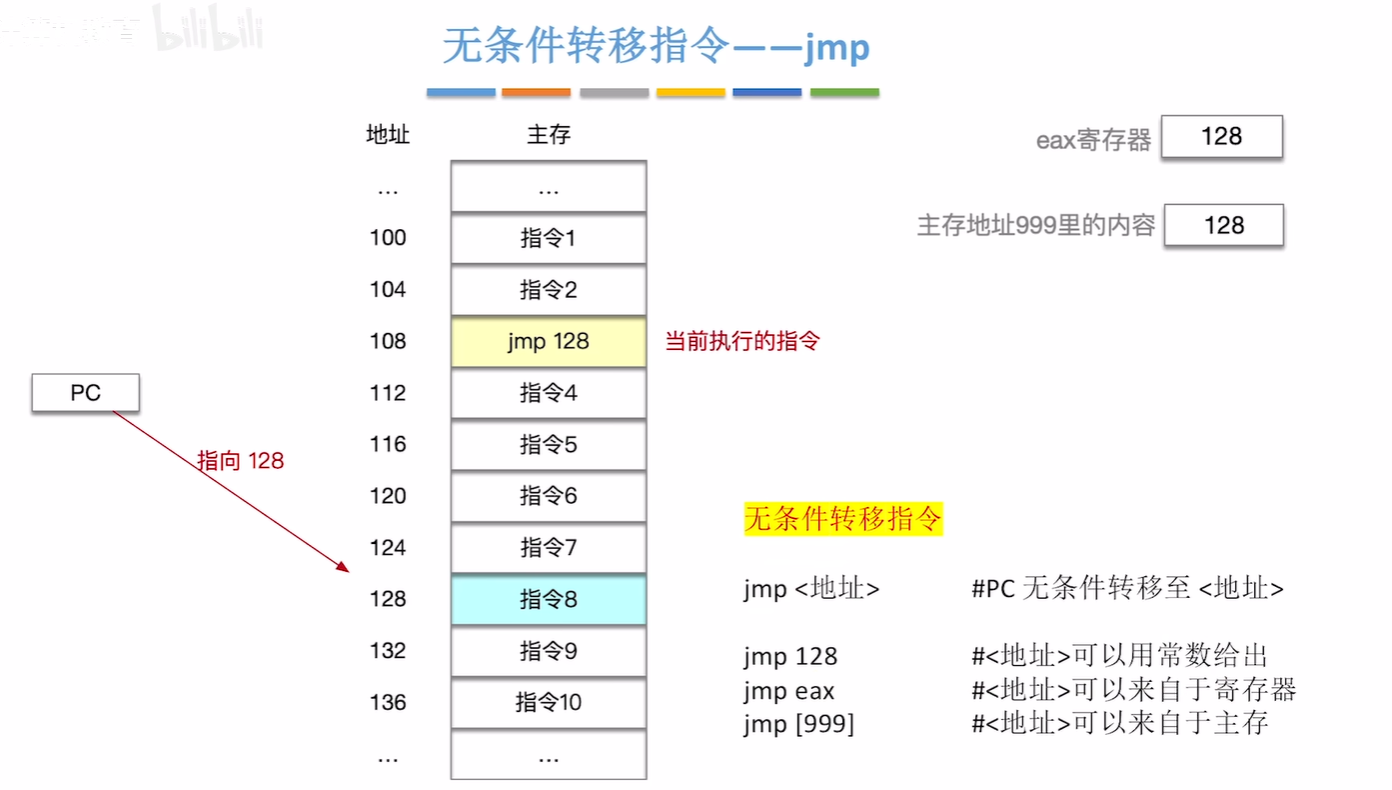 bilibili
无条件转移指令——jmp
地址 主存
... ...
100 指令1
104 指令2
108 jmp 128 当前执行的指令
112 指令4
116 指令5
120 指令6
124 指令7
128 指令8
132 指令9
136 指令10
... ...
PC
指向 128
eax寄存器 128
主存地址999里的内容 128
无条件转移指令
jmp <地址> #PC 无条件转移至 <地址>
jmp 128 #<地址>可以用常数给出
jmp eax #<地址>可以来自于寄存器
jmp [999] #<地址>可以来自于主存